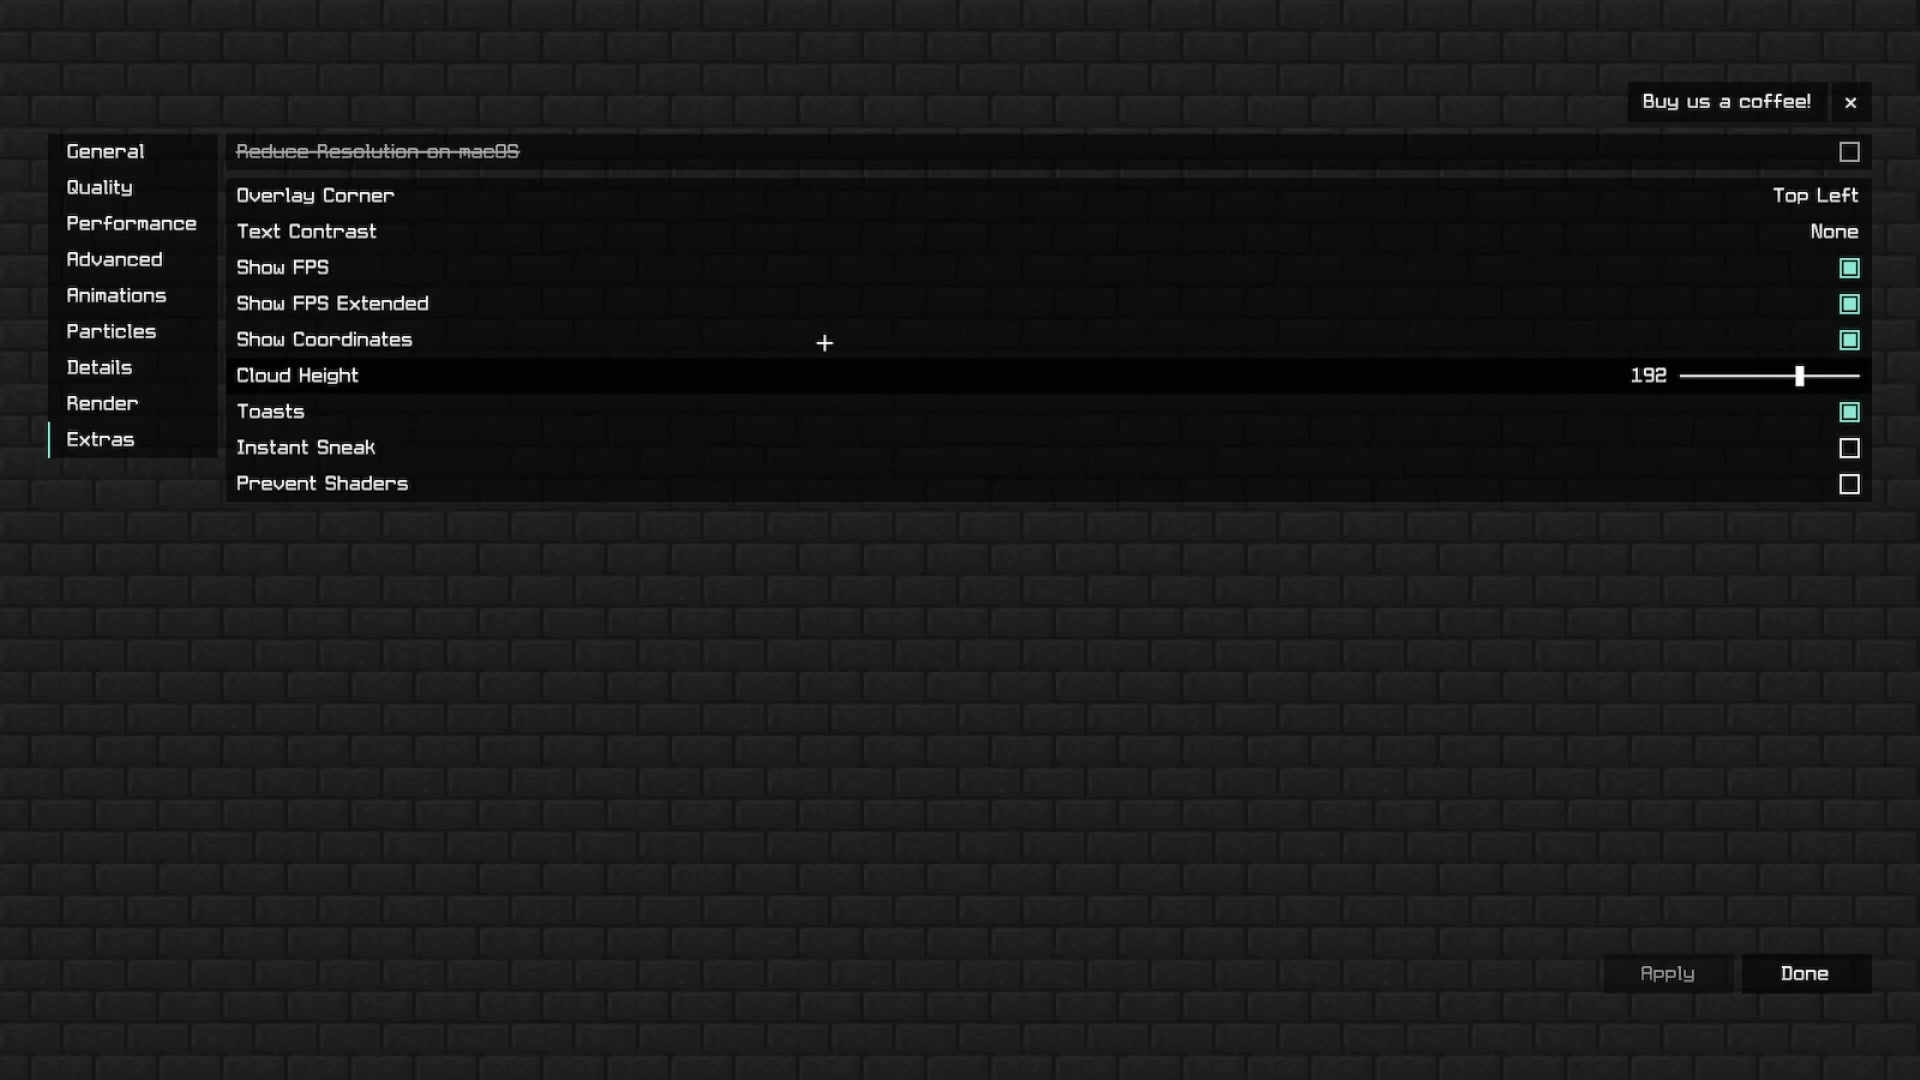 Buy us a coffee! ×
General
Quality
Performance
Advanced
Animations
Particles
Details
Render
Extras
Reduce Resolution on macOS
Overlay Corner Top Left
Text Contrast None
Show FPS
Show FPS Extended
Show Coordinates
Cloud Height 192
Toasts
Instant Sneak
Prevent Shaders
Apply Done